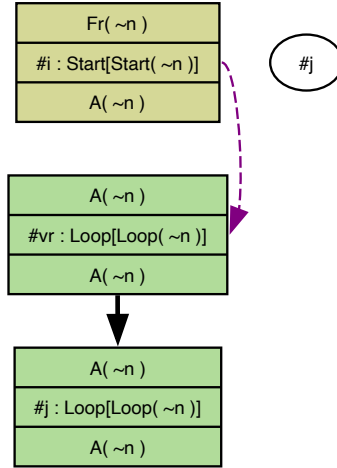 Fr( ~n )
#i : Start[Start( ~n )]
#j
A( ~n )
A( ~n )
#vr : Loop[Loop( ~n )]
A( ~n )
A( ~n )
#j : Loop[Loop( ~n )]
A( ~n )